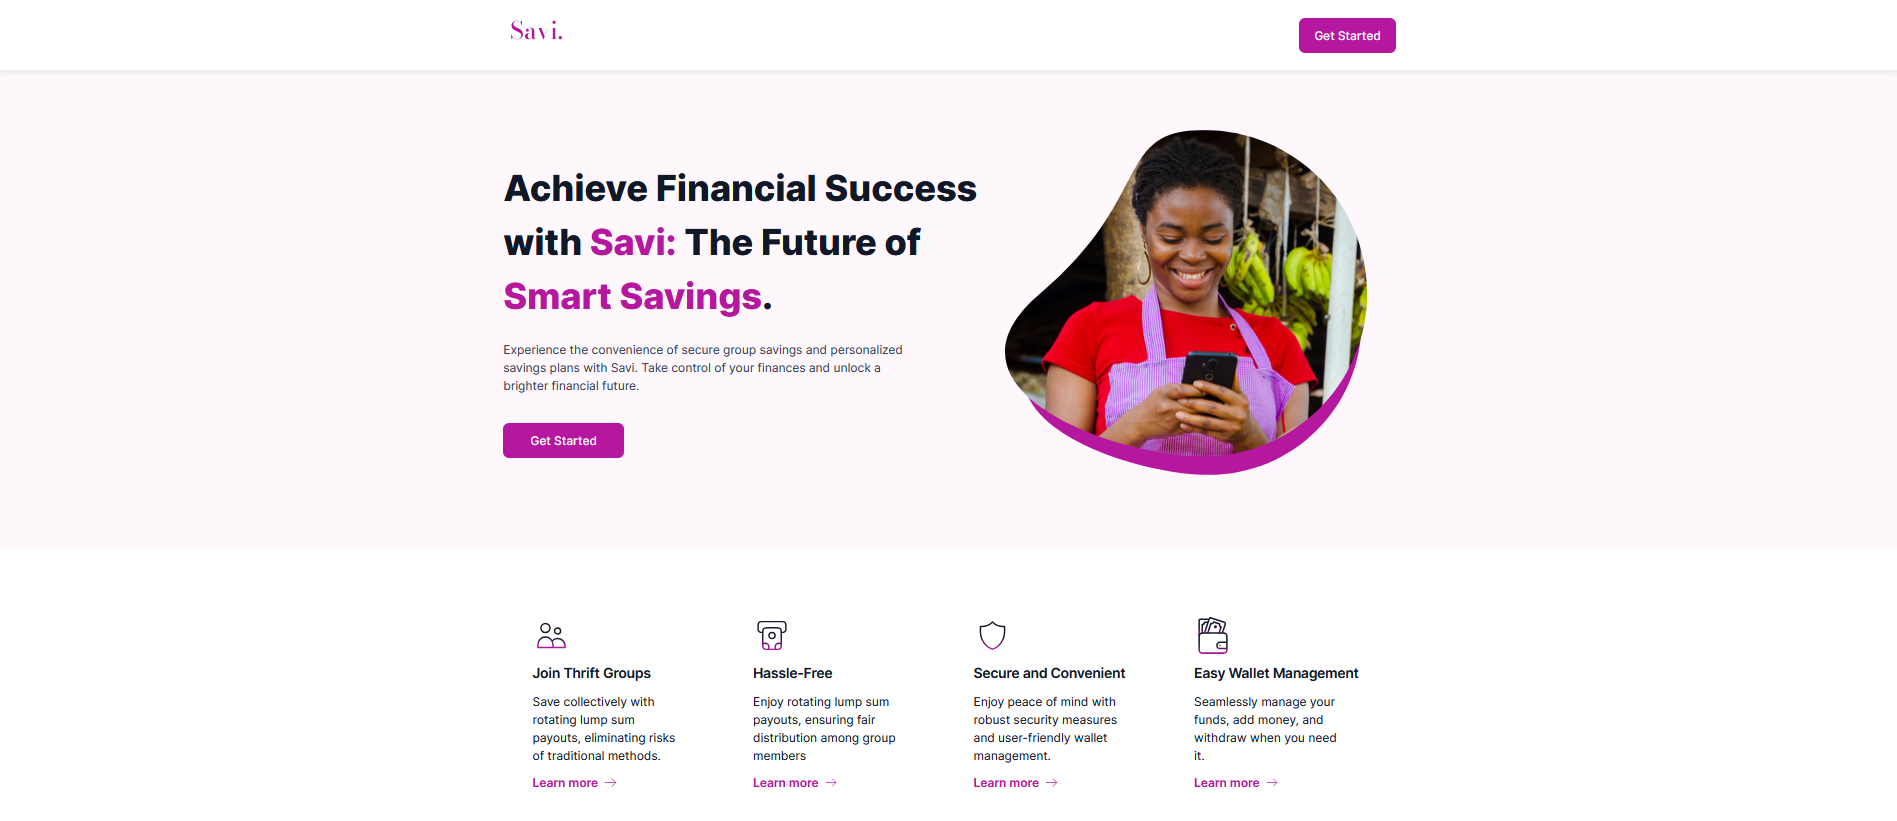 Savi.
Get Started
Achieve Financial Success
with Savi: The Future of
Smart Savings.
Experience the convenience of secure group savings and personalized
savings plans with Savi. Take control of your finances and unlock a
brighter financial future.
Get Started
Join Thrift Groups
Save collectively with
rotating lump sum
payouts, eliminating risks
of traditional methods.
Learn more
Hassle-Free
Enjoy rotating lump sum
payouts, ensuring fair
distribution among group
members
Learn more
Secure and Convenient
Enjoy peace of mind with
robust security measures
and user-friendly wallet
management.
Learn more
Easy Wallet Management
Seamlessly manage your
funds, add money, and
withdraw when you need
it.
Learn more